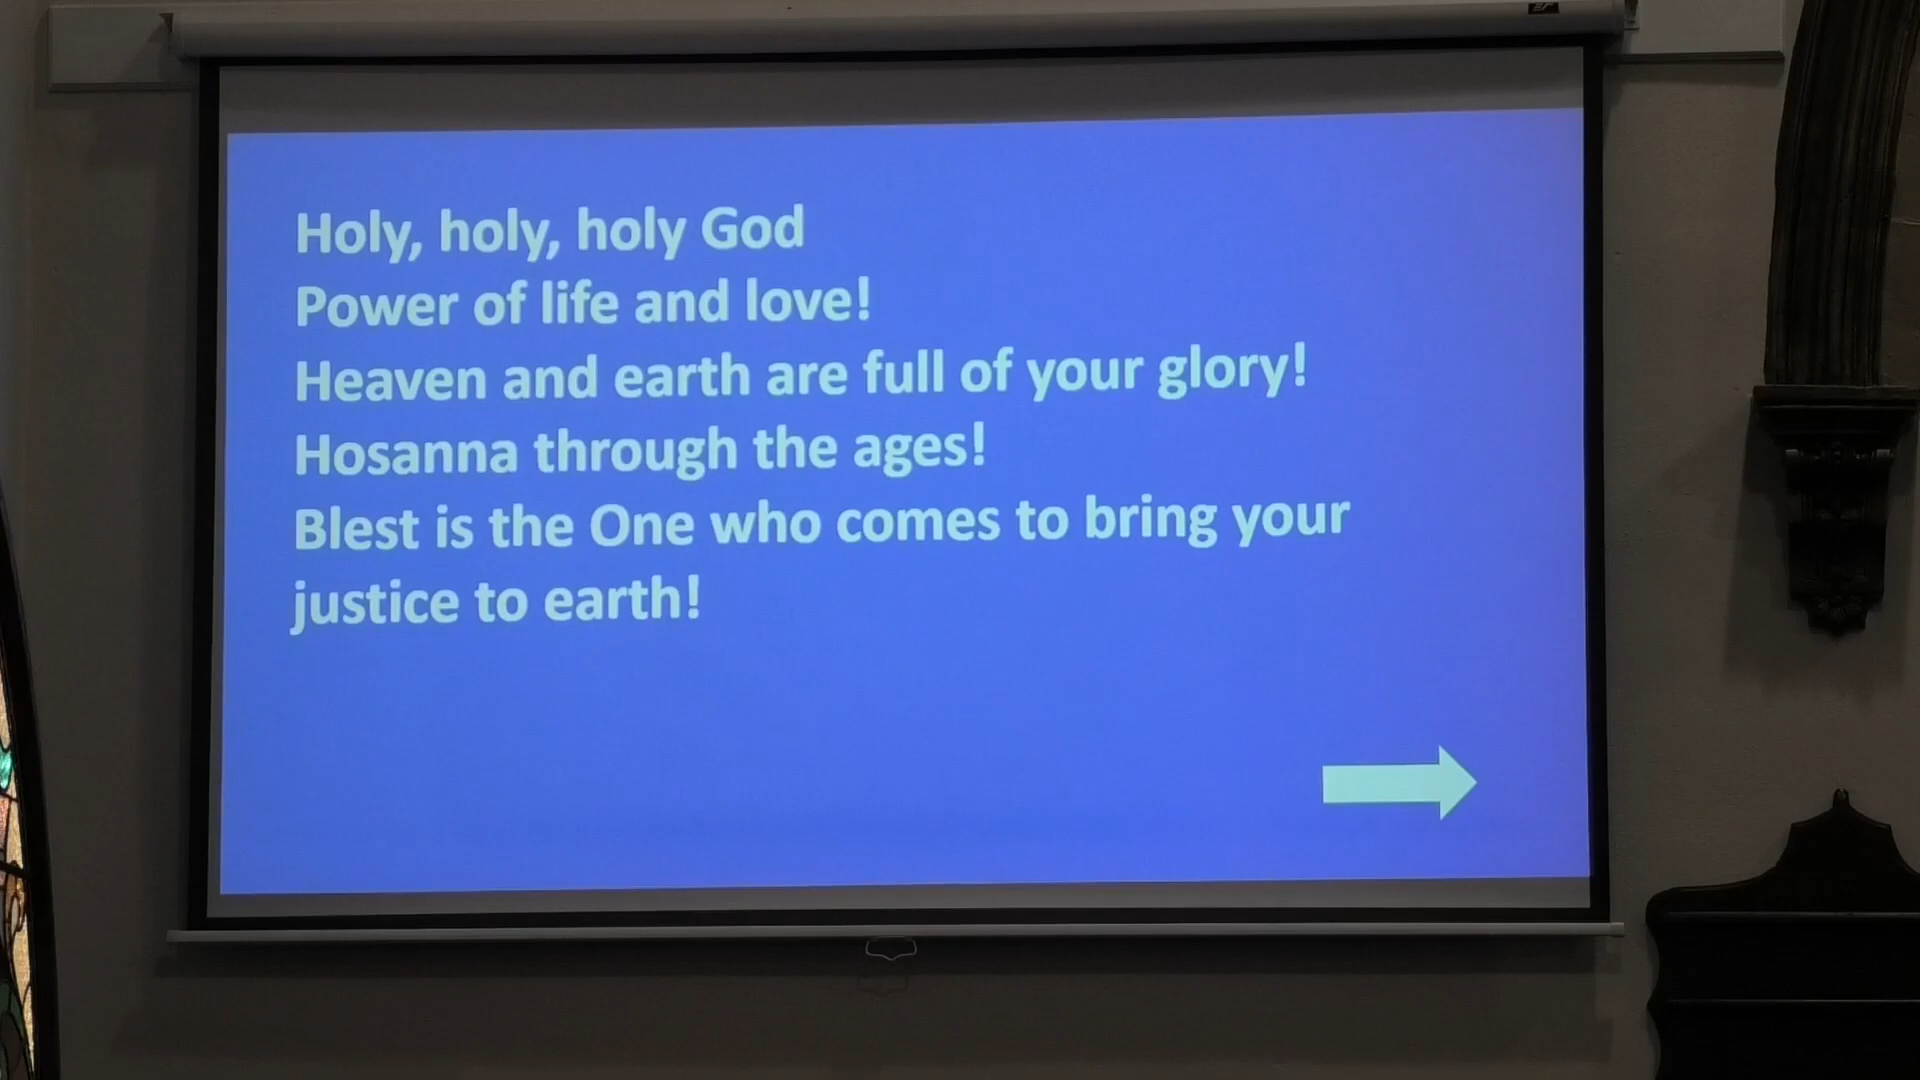 Holy, holy, holy God
Power of life and love!
Heaven and earth are full of your glory!
Hosanna through the ages!
Blest is the One who comes to bring your
justice to earth!